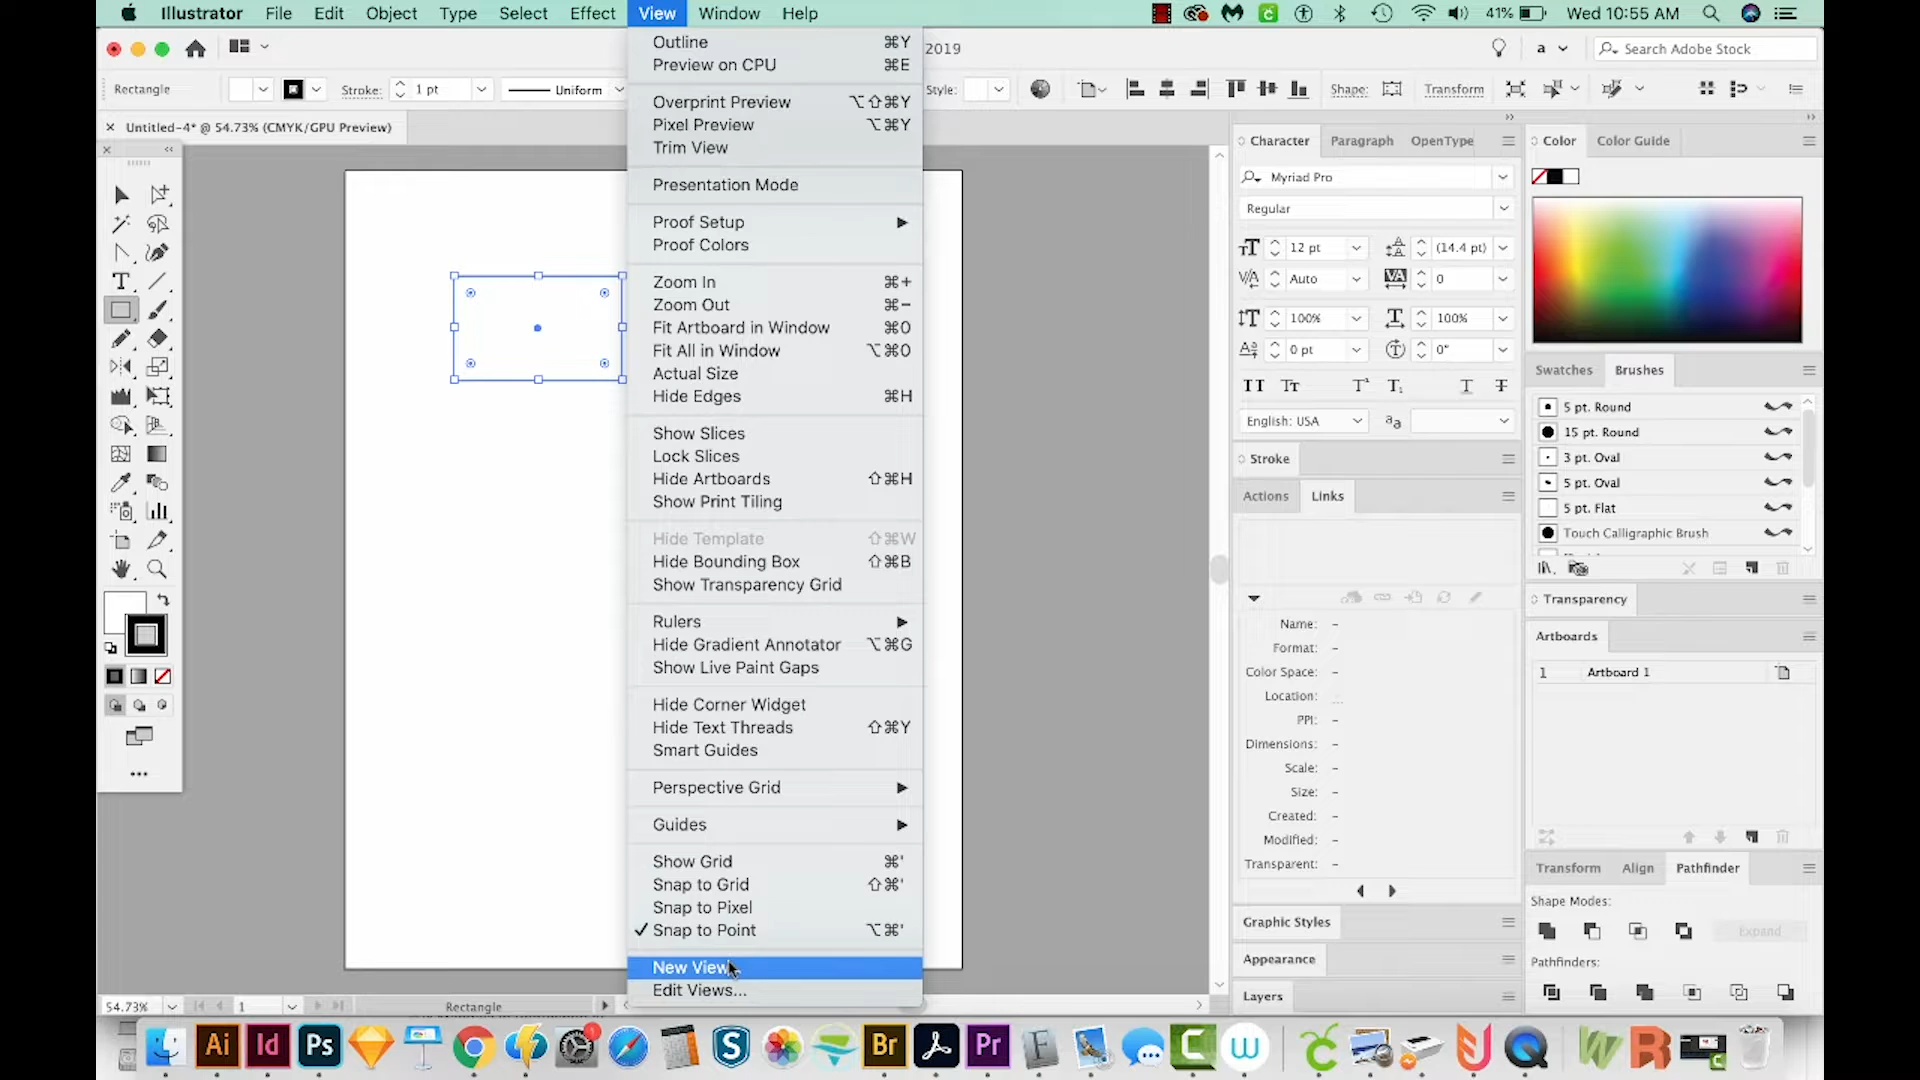 Illustrator File Edit Object Type Select Effect View Window Help 41% Wed 10:55 AM
2019 a Search Adobe Stock
Rectangle Stroke: 1 pt Uniform Style: Shape: Transform
Untitled-4* @ 54.73% (CMYK/GPU Preview)
Outline ⌘Y
Preview on CPU ⌘E
Overprint Preview ⌥⇧⌘Y
Pixel Preview ⌥⌘Y
Trim View
Presentation Mode
Proof Setup
Proof Colors
Zoom In ⌘+
Zoom Out ⌘−
Fit Artboard in Window ⌘0
Fit All in Window ⌥⌘0
Actual Size
Hide Edges ⌘H
Show Slices
Lock Slices
Hide Artboards ⇧⌘H
Show Print Tiling
Hide Template ⇧⌘W
Hide Bounding Box ⇧⌘B
Show Transparency Grid
Rulers
Hide Gradient Annotator ⌥⌘G
Show Live Paint Gaps
Hide Corner Widget
Hide Text Threads ⇧⌘Y
Smart Guides
Perspective Grid
Guides
Show Grid ⌘'
Snap to Grid ⇧⌘'
Snap to Pixel
✓ Snap to Point ⌥⌘'
New View
Edit Views...
Character Paragraph OpenType
Myriad Pro
Regular
12 pt (14.4 pt)
Auto 0
100% 100%
0 pt 0°
English: USA
Stroke
Actions Links
Name: –
Format: –
Color Space: –
Location:
PPI: –
Dimensions: –
Scale: –
Size: –
Created: –
Modified: –
Transparent: –
Graphic Styles
Appearance
Layers
Color Color Guide
Swatches Brushes
5 pt. Round
15 pt. Round
3 pt. Oval
5 pt. Oval
5 pt. Flat
Touch Calligraphic Brush
Transparency
Artboards
1 Artboard 1
Transform Align Pathfinder
Shape Modes:
Expand
Pathfinders:
54.73% 1 Rectangle
Ai Id Ps 1 S Br Pr